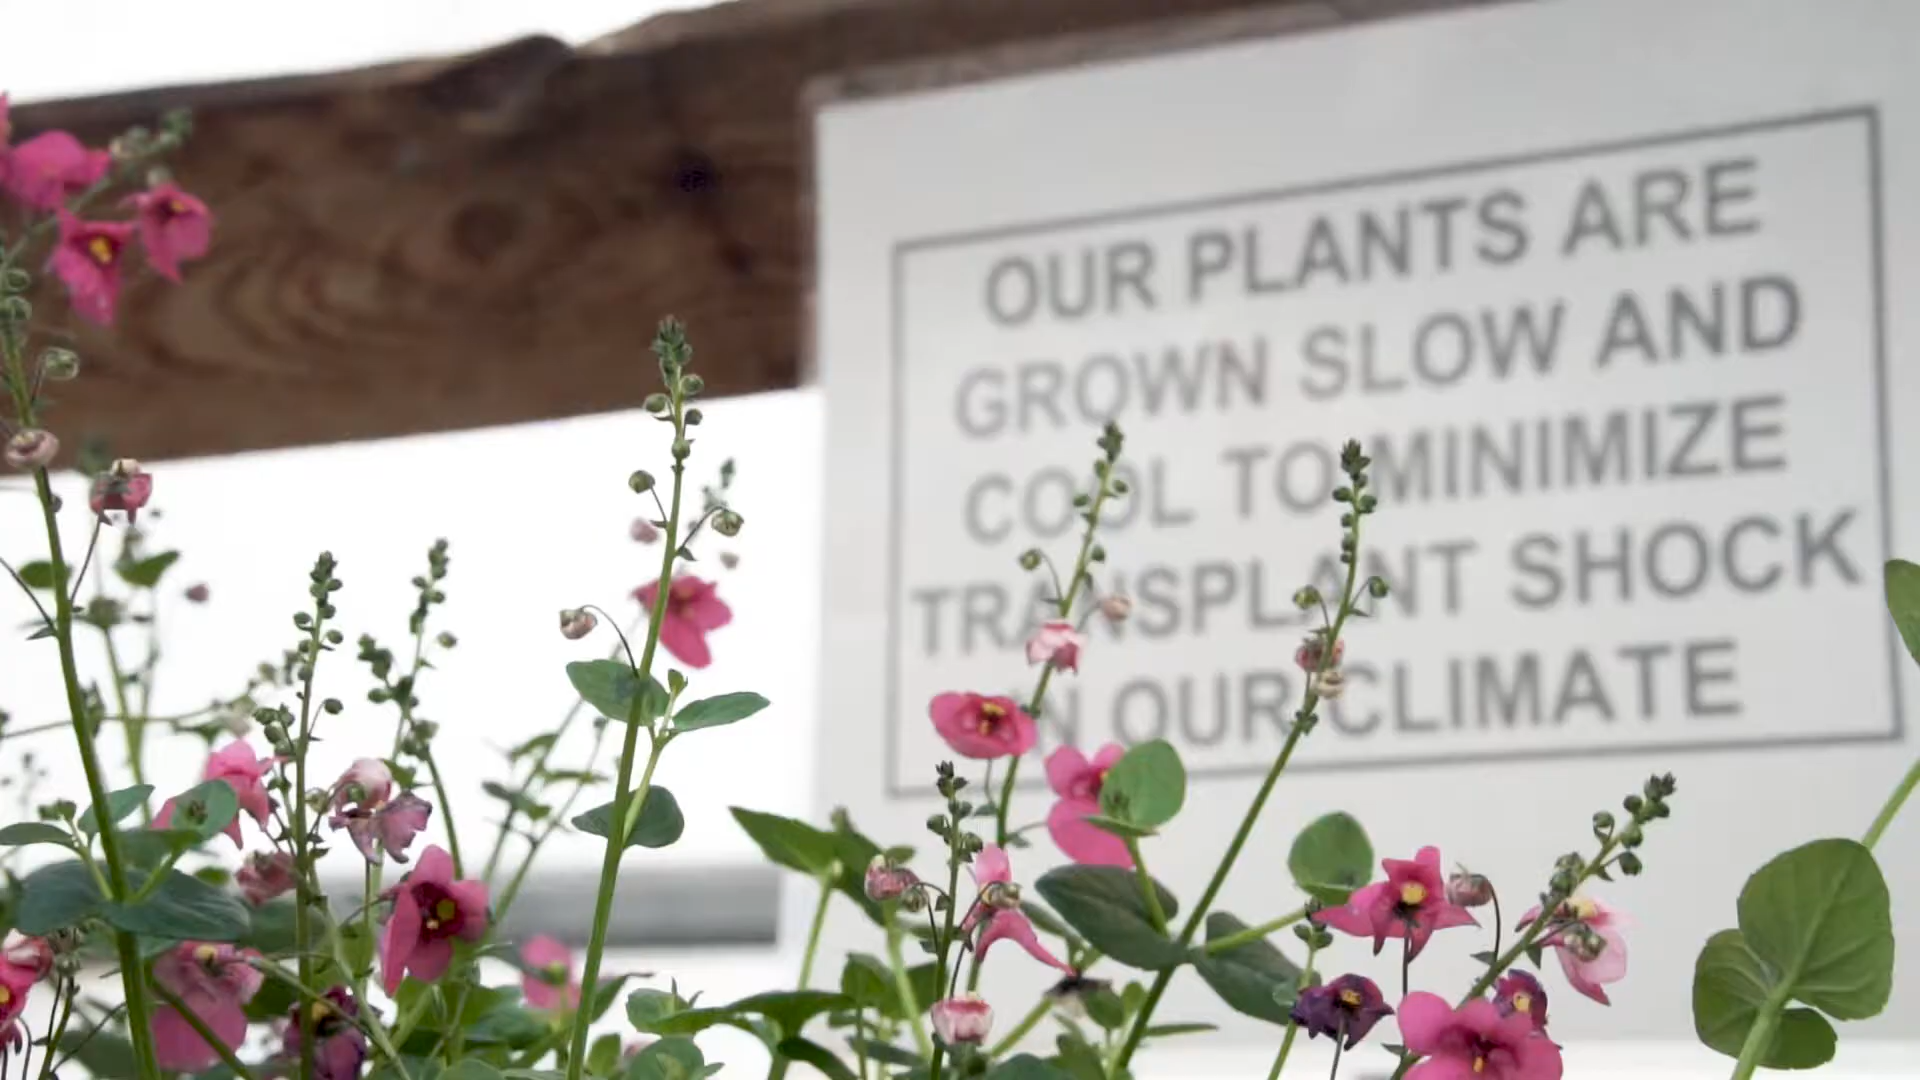 OUR PLANTS ARE
GROWN SLOW AND
COOL TO MINIMIZE
TRANSPLANT SHOCK
IN OUR CLIMATE